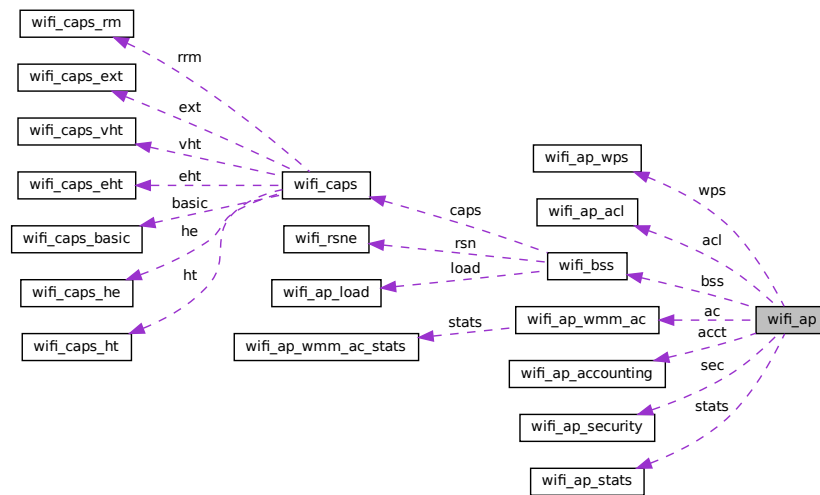 wifi_caps_rm
rrm
wifi_caps_ext
ext
wifi_caps_vht
vht
wifi_caps_eht
eht
basic
wifi_caps_basic
he
wifi_caps_he
ht
wifi_caps_ht
wifi_caps
caps
wifi_rsne
rsn
load
wifi_ap_load
stats
wifi_ap_wmm_ac_stats
wifi_ap_wps
wps
wifi_ap_acl
acl
wifi_bss
bss
wifi_ap_wmm_ac
ac
acct
wifi_ap_accounting
sec
wifi_ap_security
stats
wifi_ap_stats
wifi_ap